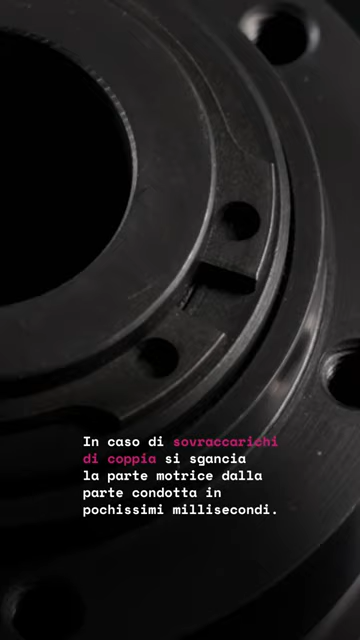 In caso di sovraccarichi
di coppia si sgancia
la parte motrice dalla
parte condotta in
pochissimi millisecondi.